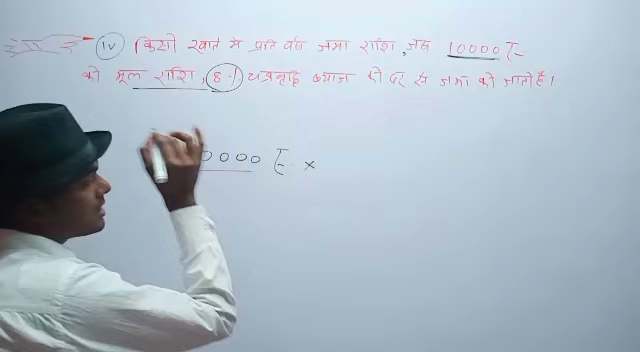 (iv) किसी खाते मे प्रति वर्ष जमा राशि, जब 10000 ₹
की मूल राशि, 8% चक्रवृद्धि ब्याज की दर से जमा की जाती है।
0000 ₹ ×